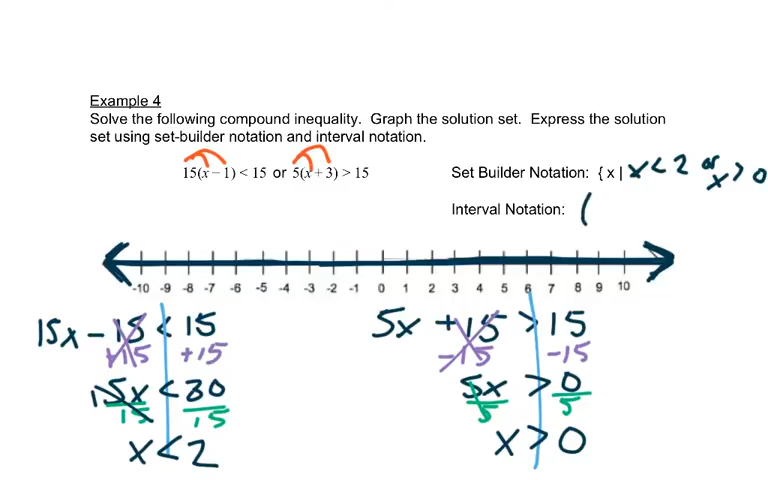 Example 4
Solve the following compound inequality. Graph the solution set. Express the solution
set using set-builder notation and interval notation.
15(x − 1) < 15 or 5(x + 3) > 15
Set Builder Notation: { x | x < 2 or x > 0
Interval Notation: (
-10 -9 -8 -7 -6 -5 -4 -3 -2 -1 0 1 2 3 4 5 6 7 8 9 10
15x − 15 < 15
+15 +15
15x < 30
15 15
x < 2
5x + 15 > 15
−15 −15
5x > 0
5 5
x > 0